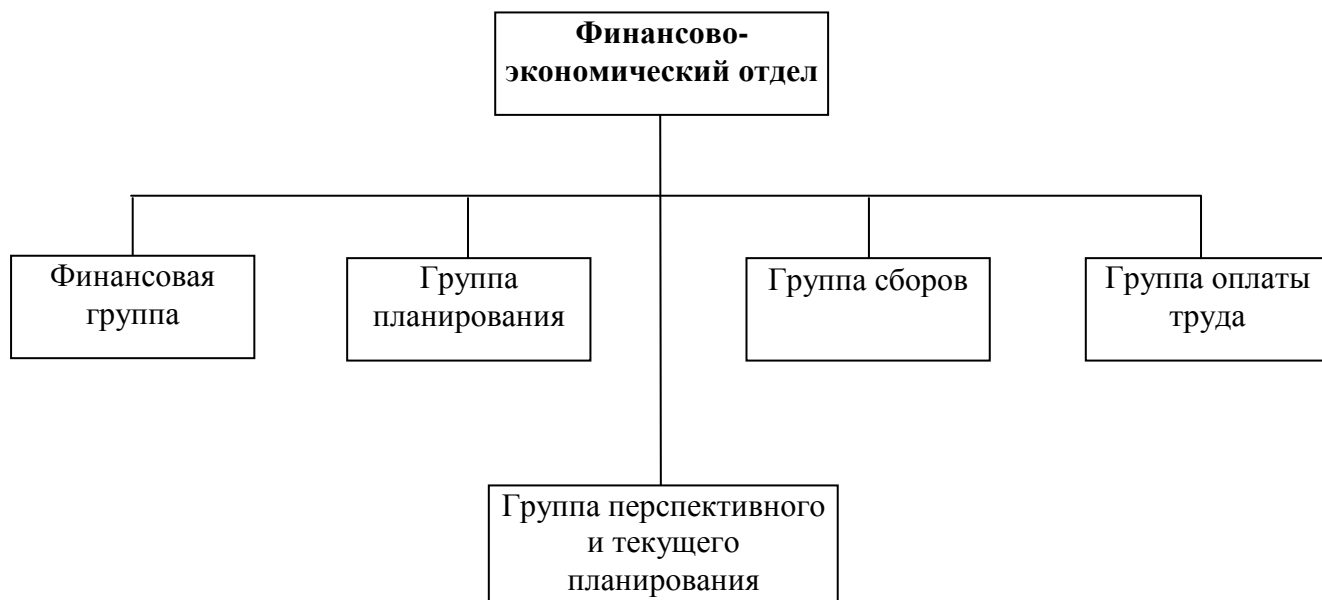 Финансово-
экономический отдел
Финансовая
группа
Группа
планирования
Группа сборов
Группа оплаты
труда
Группа перспективного
и текущего
планирования